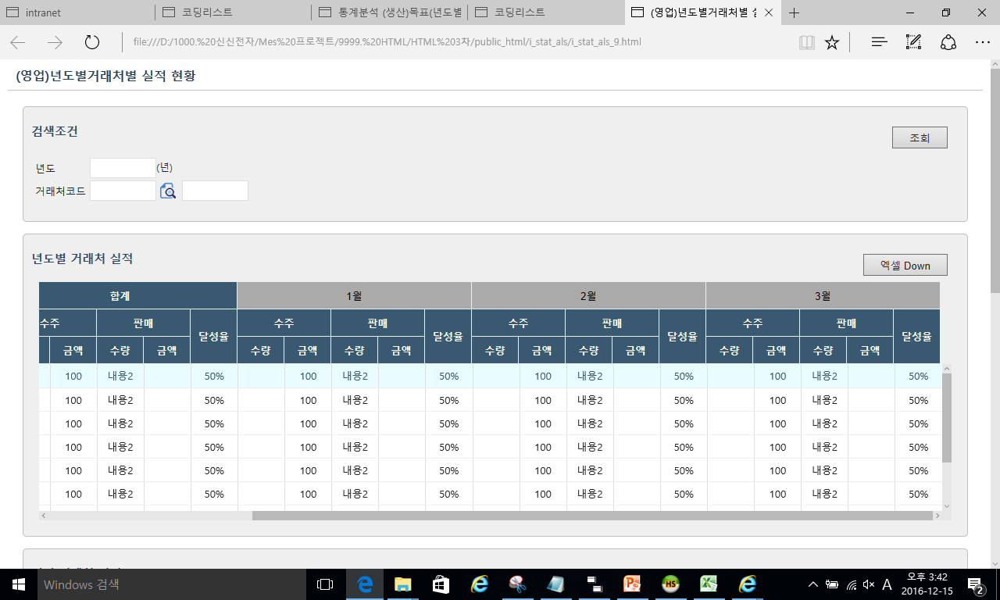 intranet 코딩리스트 통계분석 (생산)목표(년도별 코딩리스트 (영업)년도별거래처별
file:///D:/1000.%20신신전자/Mes%20프로젝트/9999.%20HTML/HTML%203차/public_html/i_stat_als/i_stat_als_9.html
(영업)년도별거래처별 실적 현황
검색조건
조회
년도 (년)
거래처코드
년도별 거래처 실적
엑셀 Down
합계 1월 2월 3월
수주 판매 달성율 수주 판매 달성율 수주 판매 달성율 수주 판매 달성율
금액 수량 금액 수량 금액 수량 금액 수량 금액 수량 금액 수량 금액 수량 금액
100 내용2 50% 100 내용2 50% 100 내용2 50% 100 내용2 50%
100 내용2 50% 100 내용2 50% 100 내용2 50% 100 내용2 50%
100 내용2 50% 100 내용2 50% 100 내용2 50% 100 내용2 50%
100 내용2 50% 100 내용2 50% 100 내용2 50% 100 내용2 50%
100 내용2 50% 100 내용2 50% 100 내용2 50% 100 내용2 50%
100 내용2 50% 100 내용2 50% 100 내용2 50% 100 내용2 50%
Windows 검색
HS
A
오후 3:42
2016-12-15
2